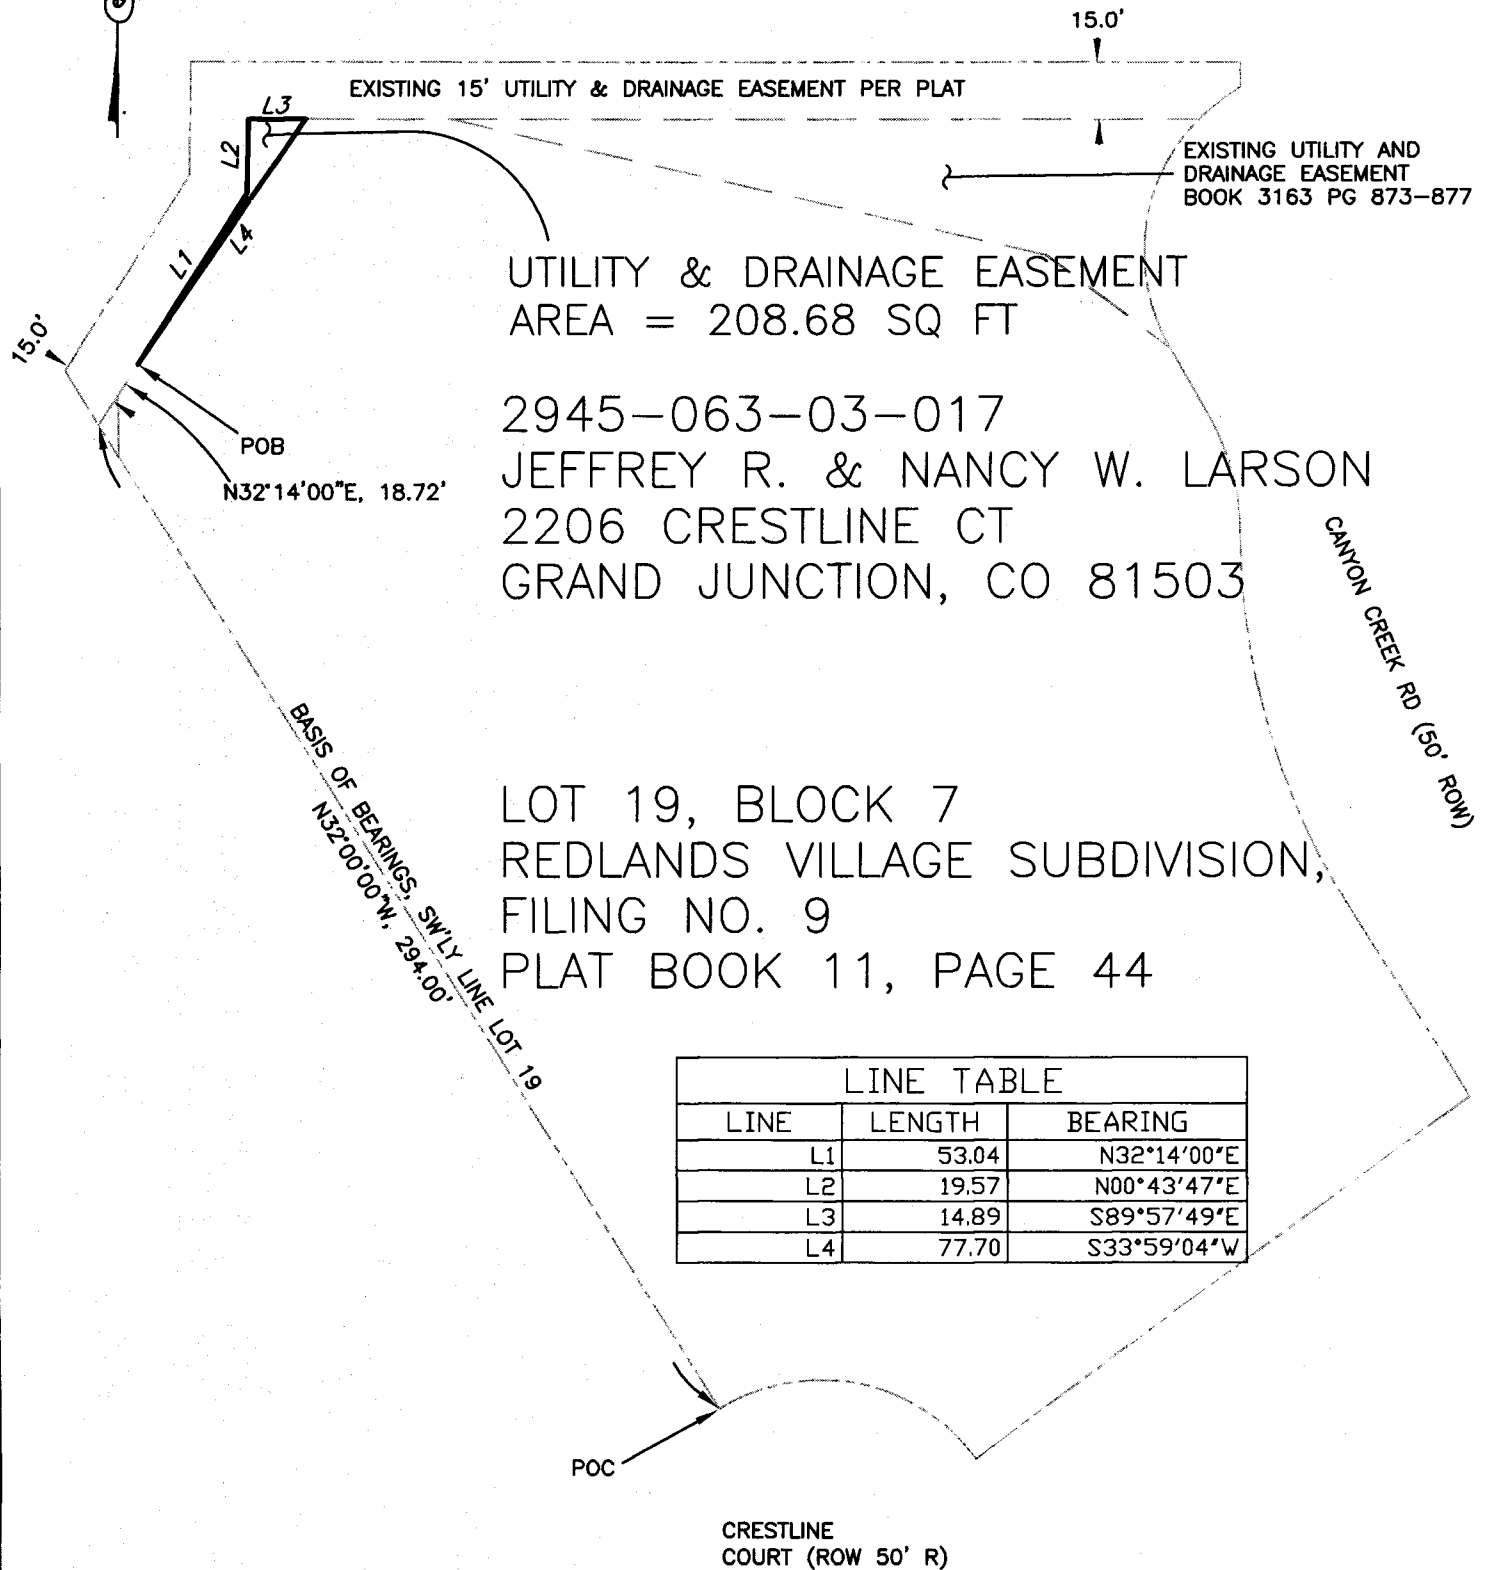 15.0'
EXISTING 15' UTILITY & DRAINAGE EASEMENT PER PLAT
L3
L2
EXISTING UTILITY AND
DRAINAGE EASEMENT
BOOK 3163 PG 873-877
L1
L4
UTILITY & DRAINAGE EASEMENT
AREA = 208.68 SQ FT
15.0'
POB
N32°14'00"E, 18.72'
2945-063-03-017
JEFFREY R. & NANCY W. LARSON
2206 CRESTLINE CT
GRAND JUNCTION, CO 81503
CANYON CREEK RD (50' ROW)
BASIS OF BEARINGS, SW'LY LINE LOT 19
N32°00'00"W, 294.00'
LOT 19, BLOCK 7
REDLANDS VILLAGE SUBDIVISION,
FILING NO. 9
PLAT BOOK 11, PAGE 44
LINE TABLE
LINE LENGTH BEARING
L1 53.04 N32°14'00"E
L2 19.57 N00°43'47"E
L3 14.89 S89°57'49"E
L4 77.70 S33°59'04"W
POC
CRESTLINE
COURT (ROW 50' R)